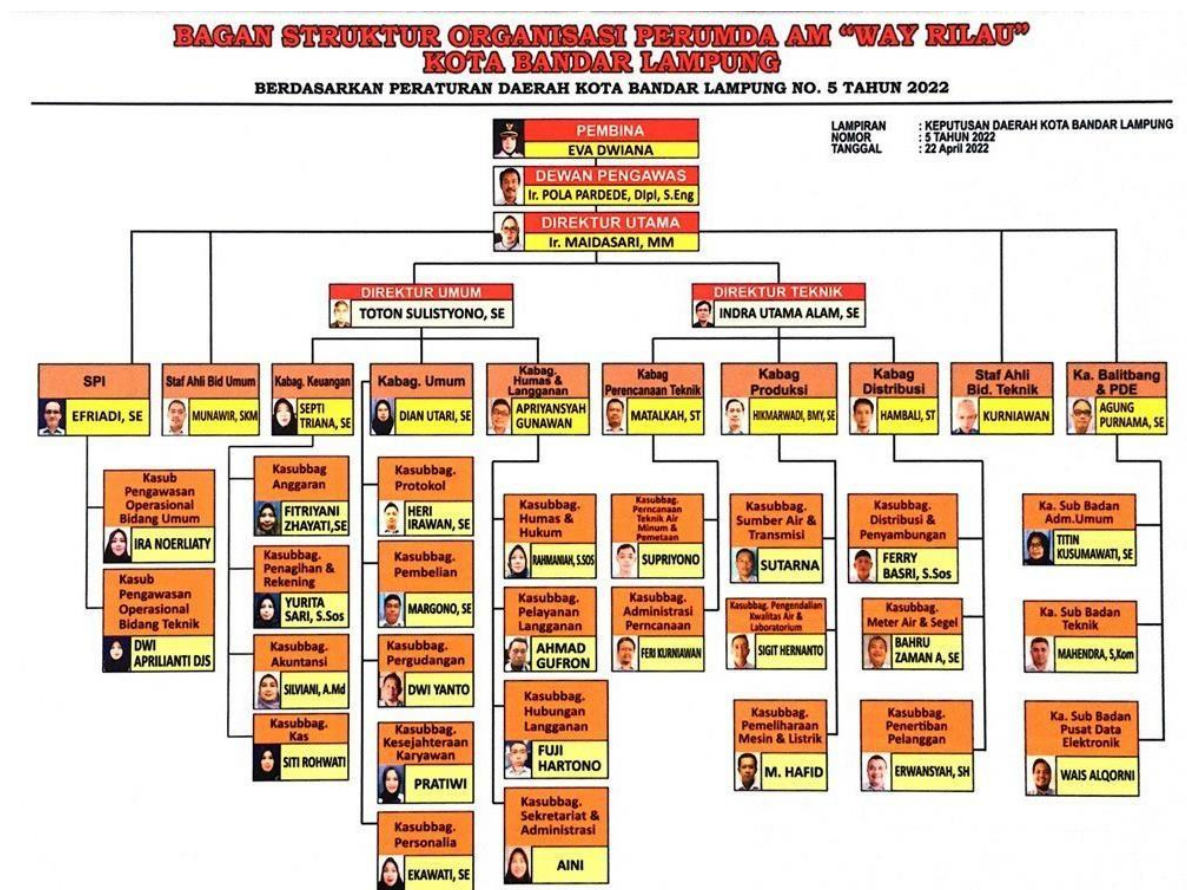 BAGAN STRUKTUR ORGANISASI PERUMDA AM “WAY RILAU”
KOTA BANDAR LAMPUNG
BERDASARKAN PERATURAN DAERAH KOTA BANDAR LAMPUNG NO. 5 TAHUN 2022
LAMPIRAN : KEPUTUSAN DAERAH KOTA BANDAR LAMPUNG
NOMOR : 5 TAHUN 2022
TANGGAL : 22 April 2022
PEMBINA
EVA DWIANA
DEWAN PENGAWAS
Ir. POLA PARDEDE, Dipl, S.Eng
DIREKTUR UTAMA
Ir. MAIDASARI, MM
DIREKTUR UMUM
TOTON SULISTYONO, SE
DIREKTUR TEKNIK
INDRA UTAMA ALAM, SE
SPI
EFRIADI, SE
Staf Ahli Bid Umum
MUNAWIR, SKM
Kabag. Keuangan
SEPTI
TRIANA, SE
Kabag. Umum
DIAN UTARI, SE
Kabag.
Humas &
Langganan
APRIYANSYAH
GUNAWAN
Kabag
Perencanaan Teknik
MATALKAH, ST
Kabag
Produksi
HIKMARWADI, BMY, SE
Kabag
Distribusi
HAMBALI, ST
Staf Ahli
Bid. Teknik
KURNIAWAN
Ka. Balitbang
& PDE
AGUNG
PURNAMA, SE
Kasub
Pengawasan
Operasional
Bidang Umum
IRA NOERLIATY
Kasub
Pengawasan
Operasional
Bidang Teknik
DWI
APRILIANTI DJS
Kasubbag
Anggaran
FITRIYANI
ZHAYATI,SE
Kasubbag.
Penagihan &
Rekening
YURITA
SARI, S.Sos
Kasubbag.
Akuntansi
SILVIANI, A.Md
Kasubbag.
Kas
SITI ROHWATI
Kasubbag.
Protokol
HERI
IRAWAN, SE
Kasubbag.
Pembelian
MARGONO, SE
Kasubbag.
Pergudangan
DWI YANTO
Kasubbag.
Kesejahteraan
Karyawan
PRATIWI
Kasubbag.
Personalia
EKAWATI, SE
Kasubbag.
Humas &
Hukum
RAHMANIAH, S.SOS
Kasubbag.
Pelayanan
Langganan
AHMAD
GUFRON
Kasubbag.
Hubungan
Langganan
FUJI
HARTONO
Kasubbag.
Sekretariat &
Administrasi
AINI
Kasubbag.
Perncanaan
Teknik Air
Minum &
Pemetaan
SUPRIYONO
Kasubbag.
Administrasi
Perncanaan
FERI KURNIAWAN
Kasubbag.
Sumber Air &
Transmisi
SUTARNA
Kasubbag. Pengendalian
Kwalitas Air &
Laboratorium
SIGIT HERNANTO
Kasubbag.
Pemeliharaan
Mesin & Listrik
M. HAFID
Kasubbag.
Distribusi &
Penyambungan
FERRY
BASRI, S.Sos
Kasubbag.
Meter Air & Segel
BAHRU
ZAMAN A, SE
Kasubbag.
Penertiban
Pelanggan
ERWANSYAH, SH
Ka. Sub Badan
Adm.Umum
TITIN
KUSUMAWATI, SE
Ka. Sub Badan
Teknik
MAHENDRA, S,Kom
Ka. Sub Badan
Pusat Data
Elektronik
WAIS ALQORNI